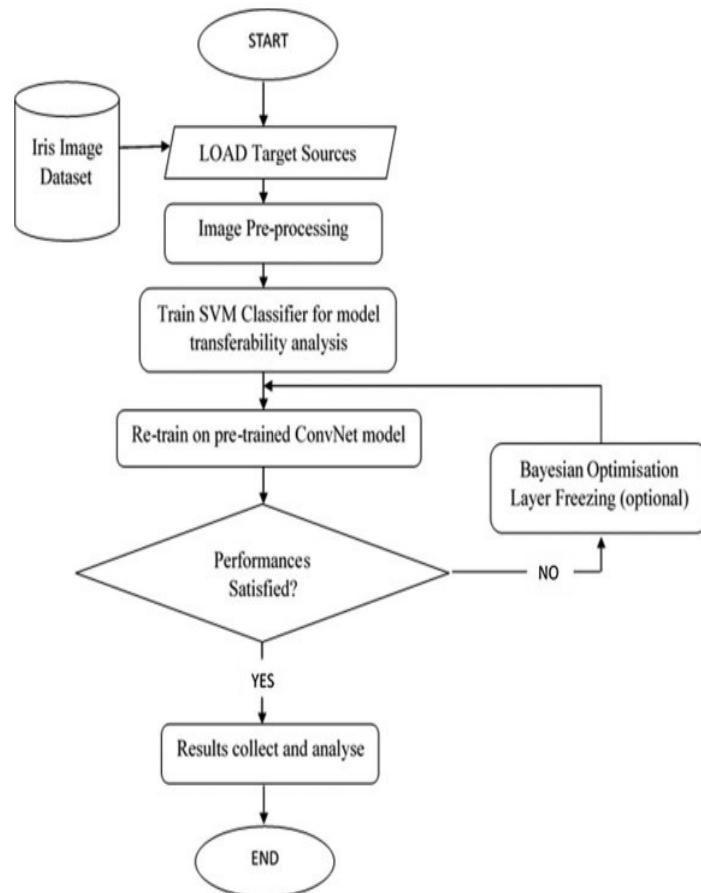 START
Iris Image
Dataset
LOAD Target Sources
Image Pre-processing
Train SVM Classifier for model
transferability analysis
Re-train on pre-trained ConvNet model
Bayesian Optimisation
Layer Freezing (optional)
Performances
Satisfied?
NO
YES
Results collect and analyse
END